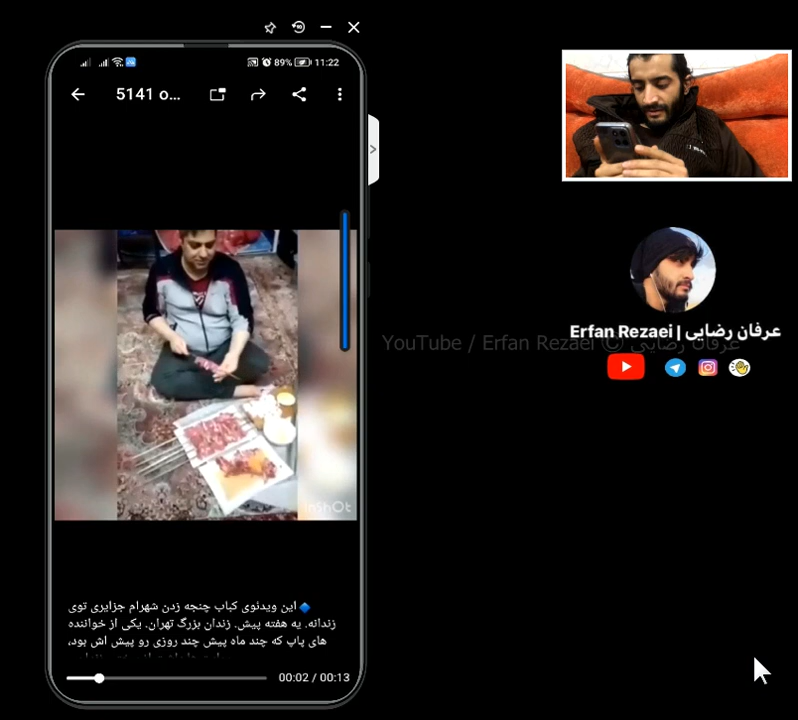 89% 11:22
5141 o...
InShOt
این ویدئوی کباب چنجه زدن شهرام جزایری توی
زندانه. یه هفته پیش. زندان بزرگ تهران. یکی از خواننده
های پاپ که چند ماه پیش چند روزی رو پیش اش بود،
00:02 / 00:13
عرفان رضایی | Erfan Rezaei
YouTube / Erfan Rezaei © عرفان رضایی